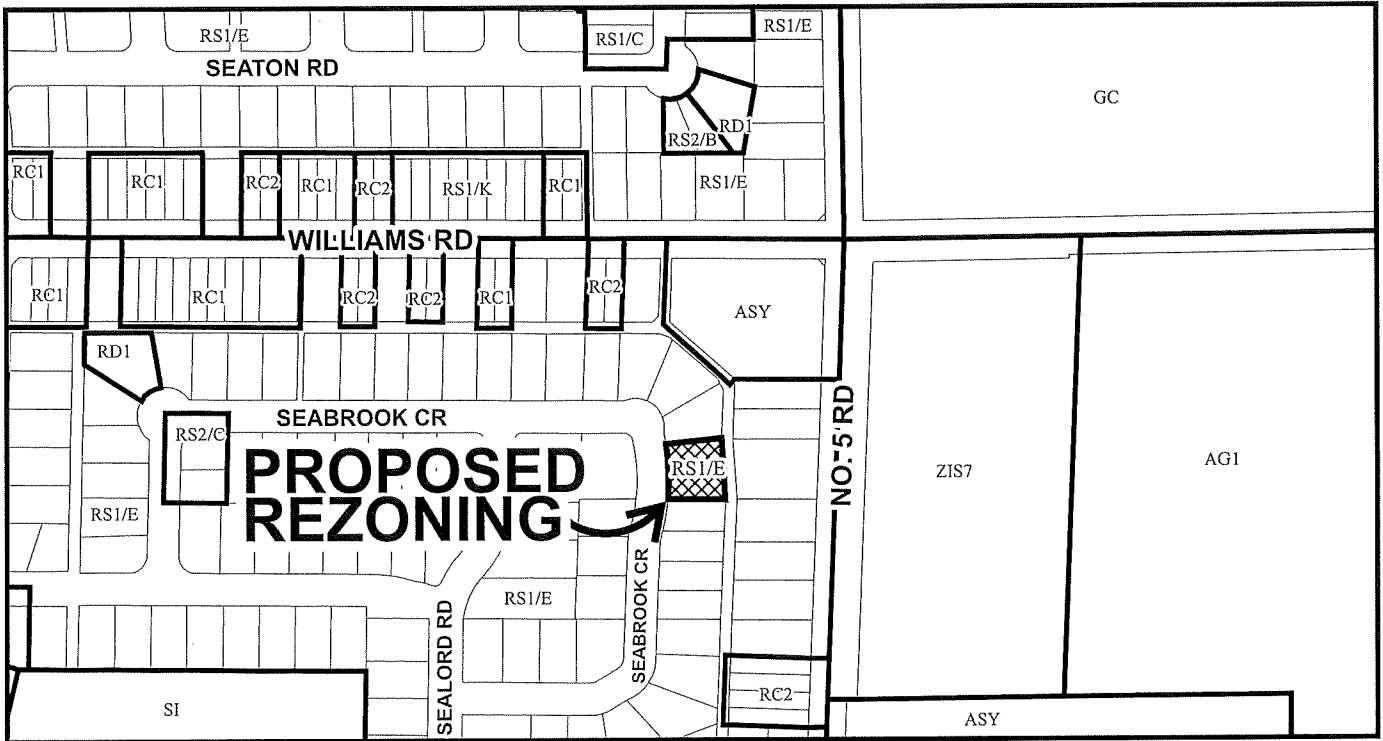 RS1/E
RS1/C
RS1/E
SEATON RD
GC
RS2/B
RD1
RC1
RC1
RC2
RC1
RC2
RS1/K
RC1
RS1/E
WILLIAMS RD
RC1
RC1
RC2
RC2
RC1
RC2
ASY
RD1
SEABROOK CR
NO. 5 RD
RS2/C
PROPOSED
REZONING
RS1/E
ZIS7
AG1
RS1/E
RS1/E
SEABROOK CR
SEALORD RD
RC2
SI
ASY